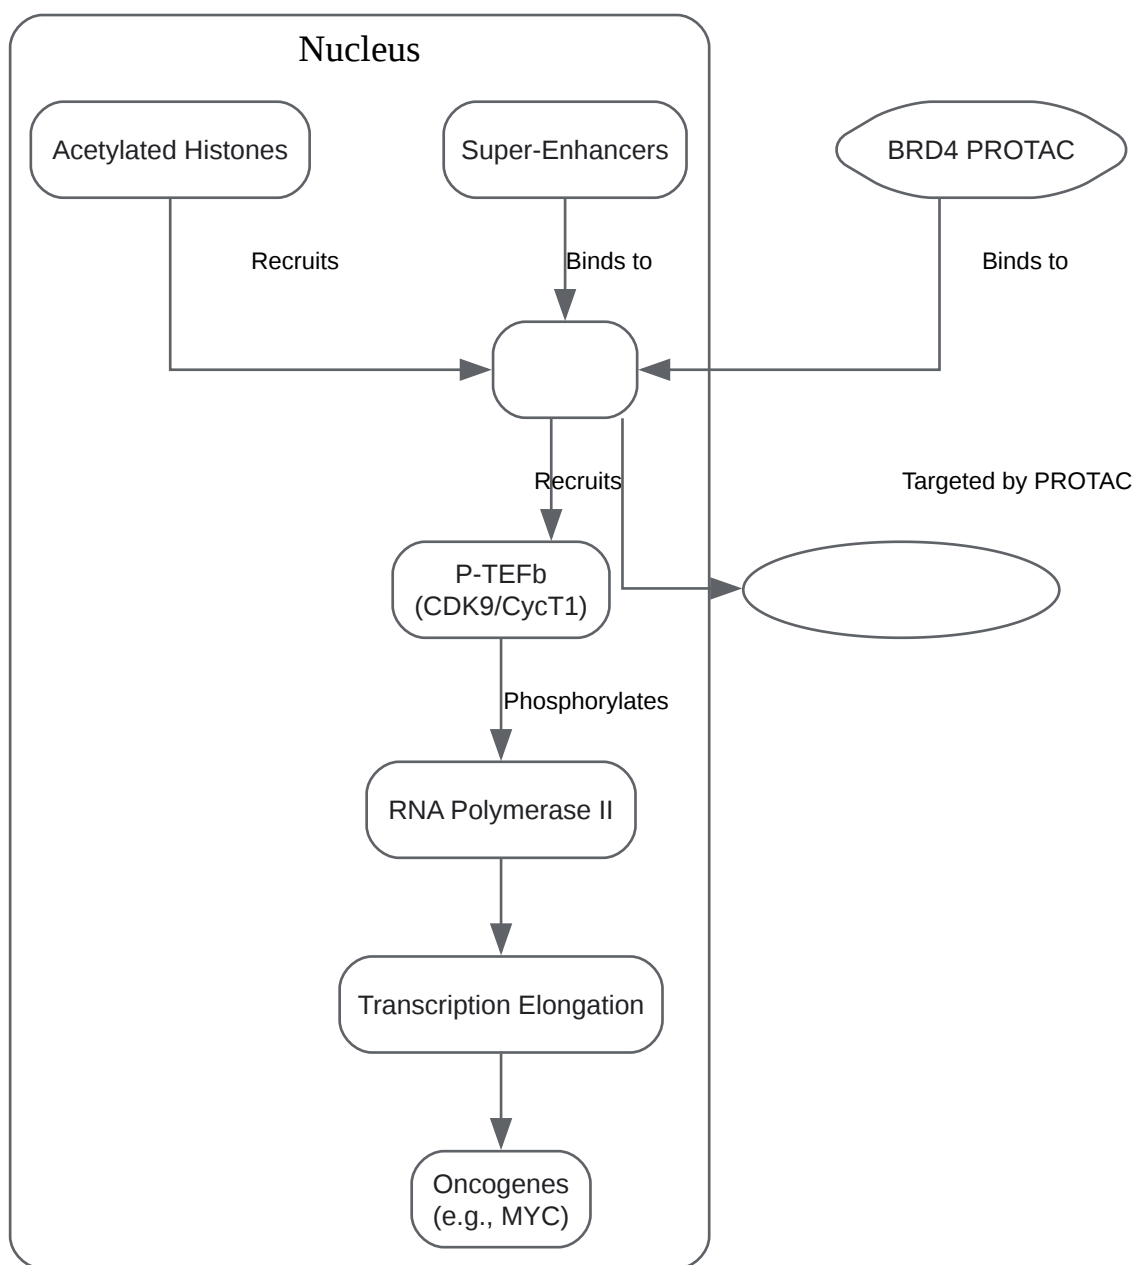 Nucleus
Acetylated Histones
Super-Enhancers
BRD4 PROTAC
Recruits
Binds to
Binds to
Recruits
Targeted by PROTAC
P-TEFb
(CDK9/CycT1)
Phosphorylates
RNA Polymerase II
Transcription Elongation
Oncogenes
(e.g., MYC)